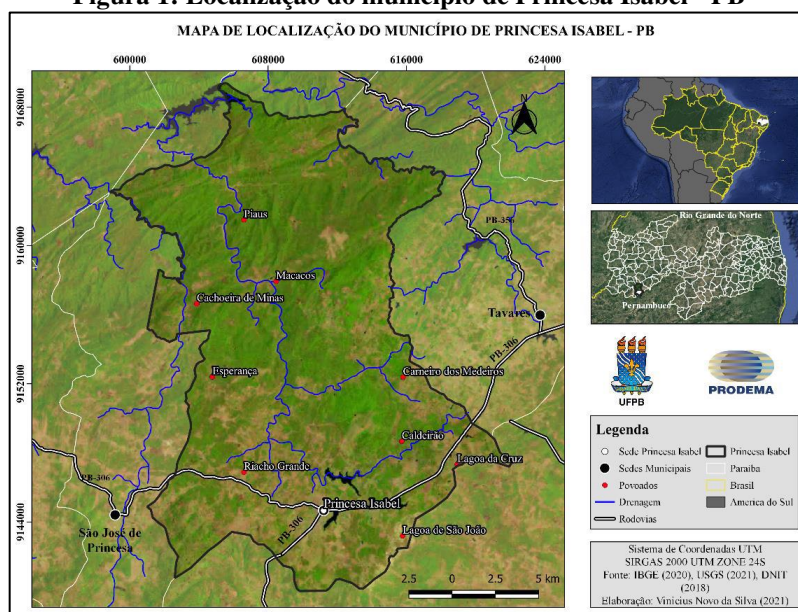 Figura 1: Localização do município de Princesa Isabel - PB
MAPA DE LOCALIZAÇÃO DO MUNICÍPIO DE PRINCESA ISABEL - PB
600000
608000
616000
624000
9168000
9160000
9152000
9144000
N
Piaus
PB-356
Macacos
Cachoeira de Minas
Tavares
PB-306
Esperança
Carneiro dos Medeiros
Caldeirão
Lagoa da Cruz
Riacho Grande
PB-306
Princesa Isabel
São José de
Princesa
PB-306
Lagoa de São João
2.5 0 2.5 5 km
Rio Grande do Norte
Pernambuco
UFPB
PRODEMA
Legenda
Sede Princesa Isabel
Sedes Municipais
Povoados
Drenagem
Rodovias
Princesa Isabel
Paraiba
Brasil
America do Sul
Sistema de Coordenadas UTM
SIRGAS 2000 UTM ZONE 24S
Fonte: IBGE (2020), USGS (2021), DNIT
(2018)
Elaboração: Vinicius Novo da Silva (2021)